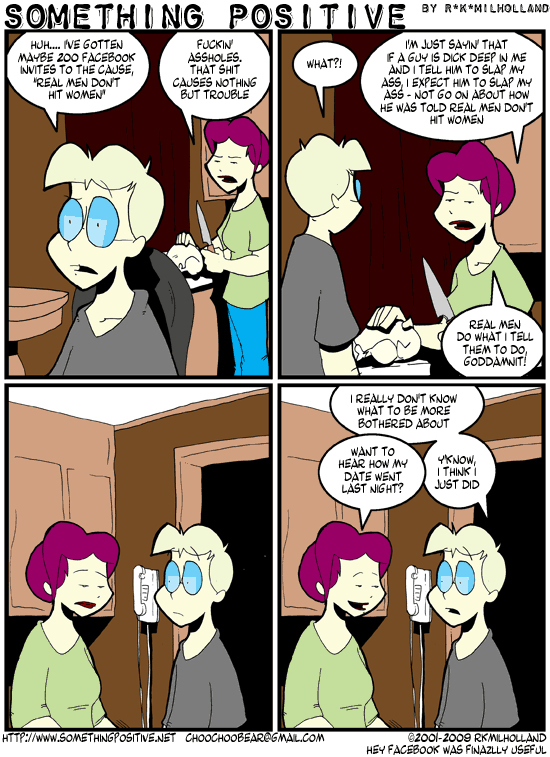 SOMETHING POSITIVE
BY R*K*MILHOLLAND
HUH.... I'VE GOTTEN
MAYBE 200 FACEBOOK
INVITES TO THE CAUSE,
"REAL MEN DON'T
HIT WOMEN"
FUCKIN'
ASSHOLES.
THAT SHIT
CAUSES NOTHING
BUT TROUBLE
WHAT?!
I'M JUST SAYIN' THAT
IF A GUY IS DICK DEEP IN ME
AND I TELL HIM TO SLAP MY
ASS, I EXPECT HIM TO SLAP MY
ASS - NOT GO ON ABOUT HOW
HE WAS TOLD REAL MEN DON'T
HIT WOMEN
REAL MEN
DO WHAT I TELL
THEM TO DO,
GODDAMNIT!
I REALLY DON'T KNOW
WHAT TO BE MORE
BOTHERED ABOUT
WANT TO
HEAR HOW MY
DATE WENT
LAST NIGHT?
Y'KNOW,
I THINK I
JUST DID
HTTP://WWW.SOMETHINGPOSITIVE.NET CHOOCHOOBEAR@GMAIL.COM
©2001-2009 RKMILHOLLAND
HEY FACEBOOK WAS FINAZLLY USEFUL